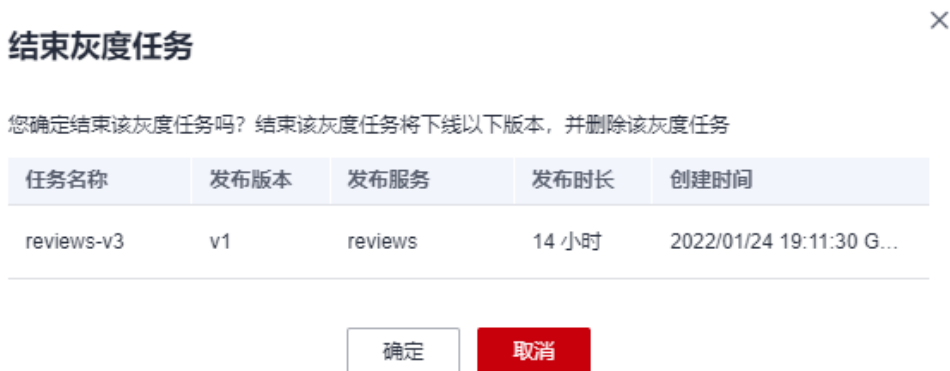 结束灰度任务
您确定结束该灰度任务吗？结束该灰度任务将下线以下版本，并删除该灰度任务
任务名称 发布版本 发布服务 发布时长 创建时间
reviews-v3 v1 reviews 14 小时 2022/01/24 19:11:30 G...
确定 取消